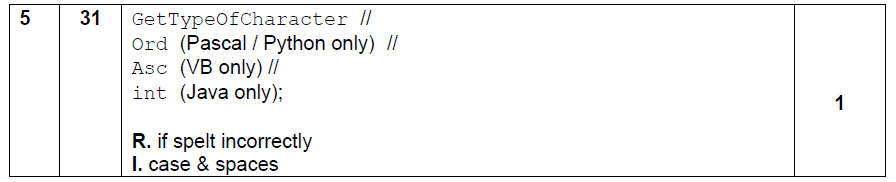 5 31 GetTypeOfCharacter //
Ord (Pascal / Python only) //
Asc (VB only) //
int (Java only);
1
R. if spelt incorrectly
I. case & spaces